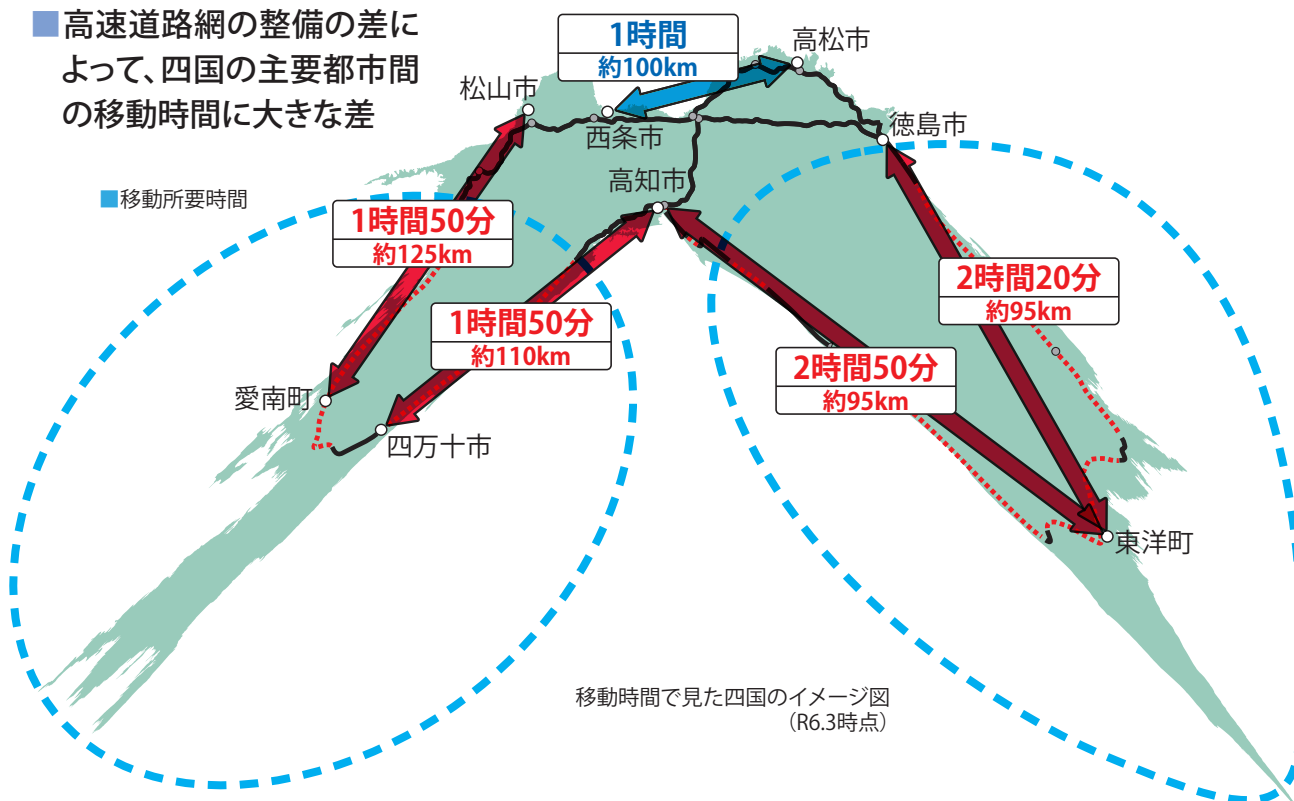 ■高速道路網の整備の差に
よって、四国の主要都市間
の移動時間に大きな差
■移動所要時間
1時間
約100km
高松市
松山市
西条市
徳島市
高知市
1時間50分
約125km
2時間20分
約95km
1時間50分
約110km
2時間50分
約95km
愛南町
四万十市
東洋町
移動時間で見た四国のイメージ図
(R6.3時点)